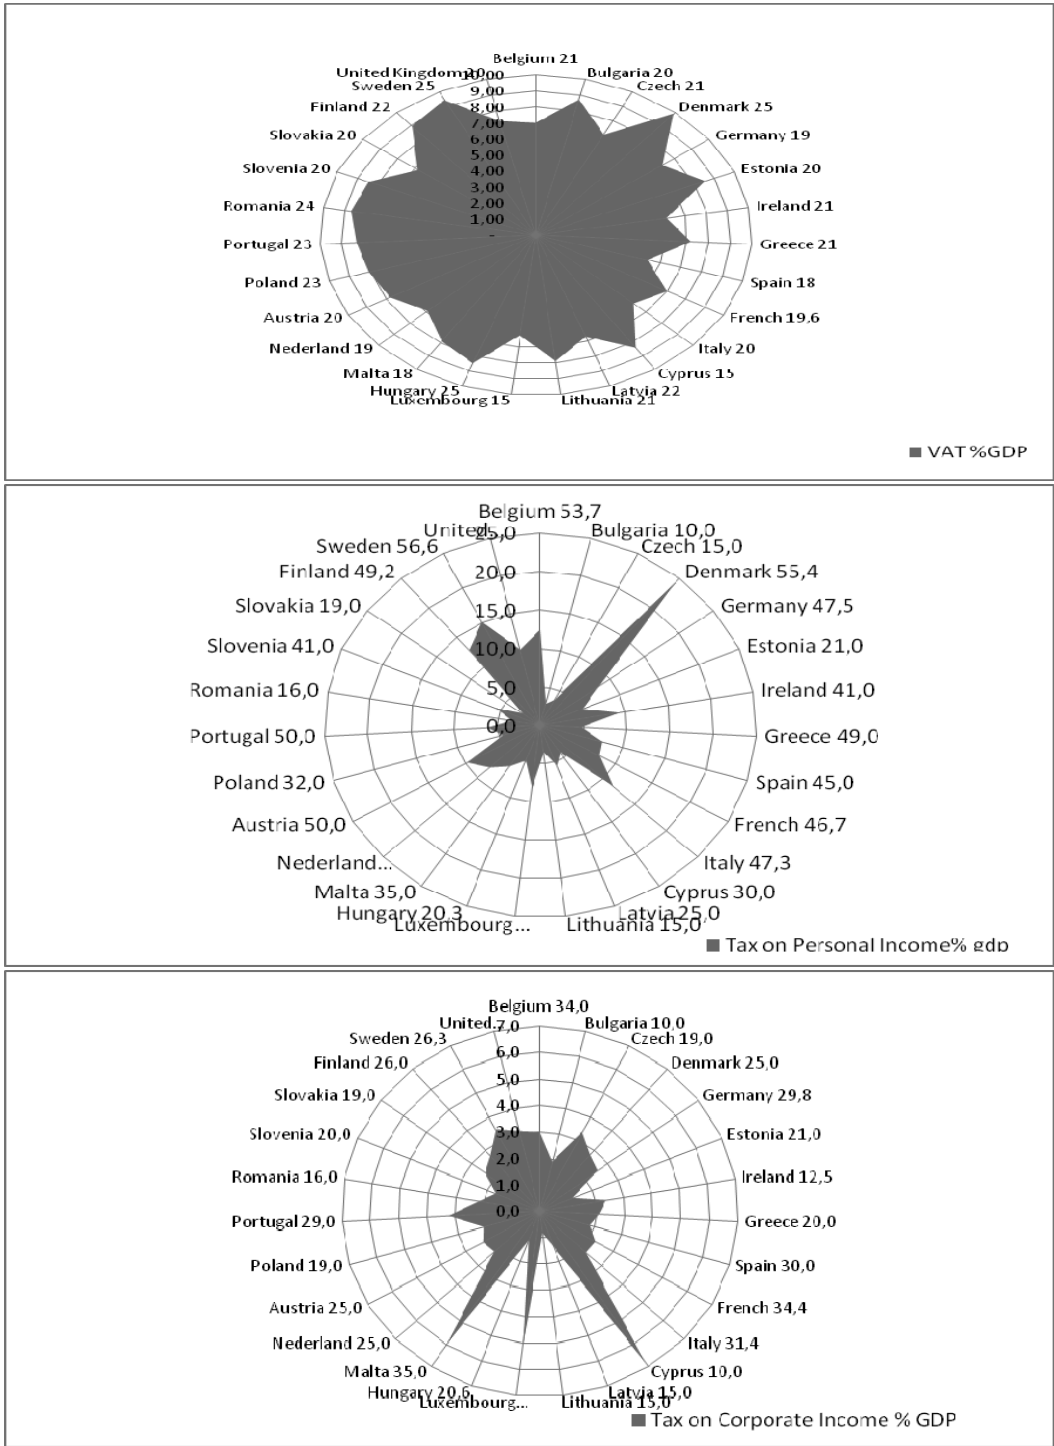 Belgium 21
United Kingdom 20
Bulgaria 20
Sweden 25
Czech 21
Finland 22
Denmark 25
Slovakia 20
Germany 19
Slovenia 20
Estonia 20
Romania 24
Ireland 21
Portugal 23
Greece 21
Poland 23
Spain 18
Austria 20
French 19,6
Nederland 19
Italy 20
Malta 18
Cyprus 15
Hungary 25
Latvia 22
Luxembourg 15
Lithuania 21
10,00
9,00
8,00
7,00
6,00
5,00
4,00
3,00
2,00
1,00
-
VAT %GDP
Belgium 53,7
United...
Bulgaria 10,0
Sweden 56,6
Czech 15,0
Finland 49,2
Denmark 55,4
Slovakia 19,0
Germany 47,5
Slovenia 41,0
Estonia 21,0
Romania 16,0
Ireland 41,0
Portugal 50,0
Greece 49,0
Poland 32,0
Spain 45,0
Austria 50,0
French 46,7
Nederland...
Italy 47,3
Malta 35,0
Cyprus 30,0
Hungary 20,3
Latvia 25,0
Luxembourg...
Lithuania 15,0
25,0
20,0
15,0
10,0
5,0
0,0
Tax on Personal Income% gdp
Belgium 34,0
United...
Bulgaria 10,0
Sweden 26,3
Czech 19,0
Finland 26,0
Denmark 25,0
Slovakia 19,0
Germany 29,8
Slovenia 20,0
Estonia 21,0
Romania 16,0
Ireland 12,5
Portugal 29,0
Greece 20,0
Poland 19,0
Spain 30,0
Austria 25,0
French 34,4
Nederland 25,0
Italy 31,4
Malta 35,0
Cyprus 10,0
Hungary 20,6
Latvia 15,0
Luxembourg...
Lithuania 15,0
7,0
6,0
5,0
4,0
3,0
2,0
1,0
0,0
Tax on Corporate Income % GDP